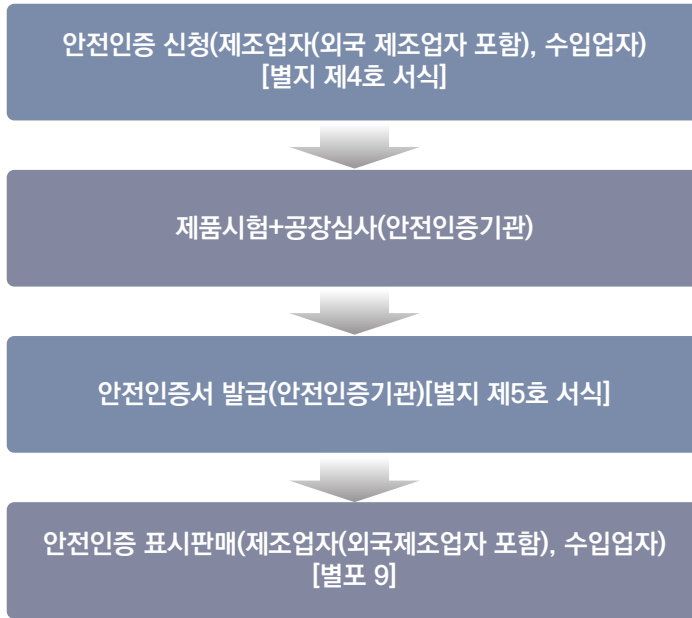 안전인증 신청(제조업자(외국 제조업자 포함), 수입업자)
[별지 제4호 서식]
제품시험+공장심사(안전인증기관)
안전인증서 발급(안전인증기관)[별지 제5호 서식]
안전인증 표시판매(제조업자(외국제조업자 포함), 수입업자)
[별포 9]